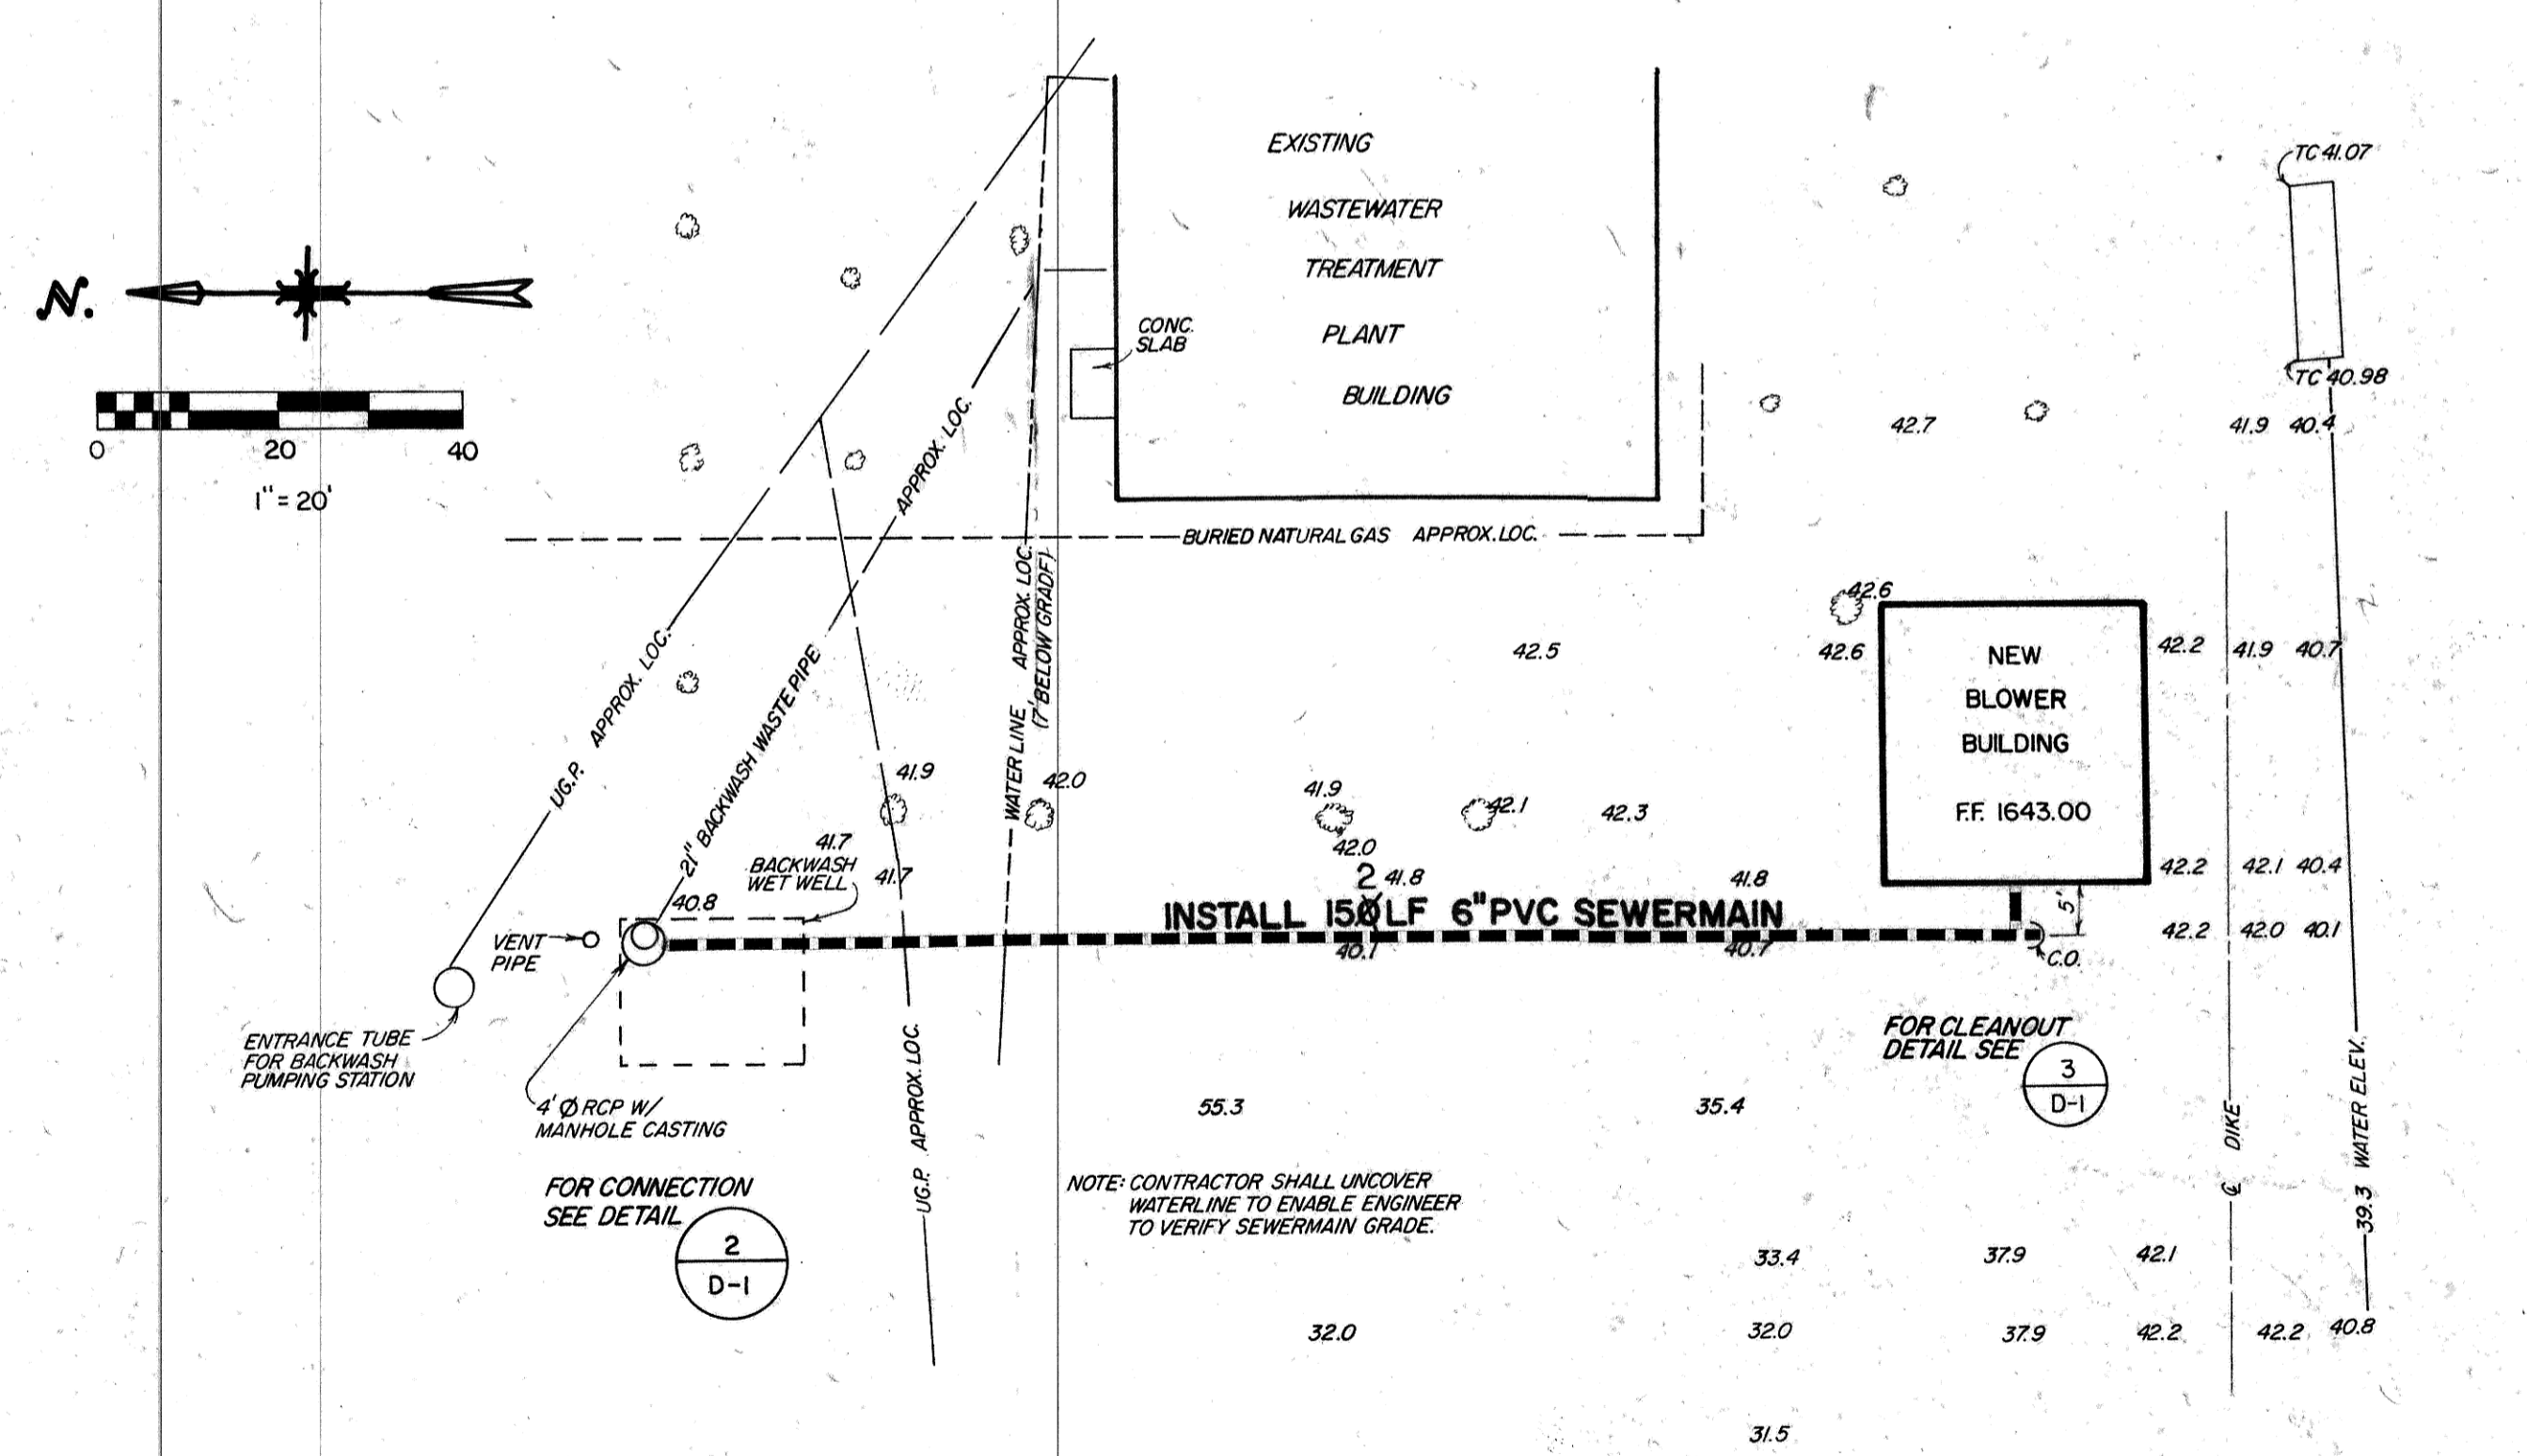 EXISTING
WASTEWATER
TREATMENT
PLANT
BUILDING
TC 41.07
TC 40.98
N.
0 20 40
1" = 20'
CONC.
SLAB
42.7
41.9 40.4
BURIED NATURAL GAS APPROX. LOC.
UG.P. APPROX. LOC.
21" BACKWASH WASTE PIPE APPROX. LOC.
WATER LINE APPROX. LOC.
(7' BELOW GRADE)
42.6
42.5
42.6
NEW
BLOWER
BUILDING
F.F. 1643.00
42.2 41.9 40.7
41.9
42.0
41.9
42.1
42.3
41.7
42.0
BACKWASH
WET WELL
41.7
2
41.8
41.8
42.2 42.1 40.4
40.8
INSTALL 150 LF 6" PVC SEWERMAIN
5'
VENT
PIPE
40.7
40.7
C.O.
42.2 42.0 40.1
ENTRANCE TUBE
FOR BACKWASH
PUMPING STATION
4' Ø RCP W/
MANHOLE CASTING
UG.P. APPROX. LOC.
FOR CLEANOUT
DETAIL SEE
3
D-1
55.3
35.4
℄ DIKE
39.3 WATER ELEV.
FOR CONNECTION
SEE DETAIL
2
D-1
NOTE: CONTRACTOR SHALL UNCOVER
WATERLINE TO ENABLE ENGINEER
TO VERIFY SEWERMAIN GRADE.
33.4
37.9
42.1
32.0
32.0
37.9
42.2
42.2
40.8
31.5